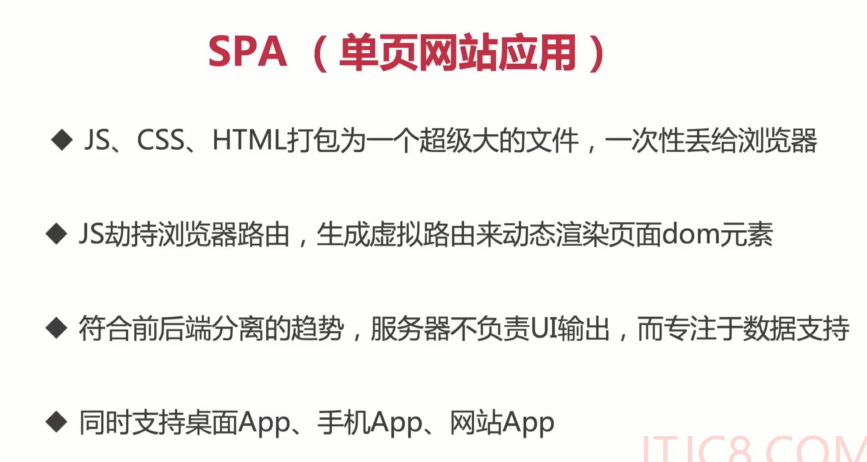 SPA （单页网站应用）
◆ JS、CSS、HTML打包为一个超级大的文件，一次性丢给浏览器
◆ JS劫持浏览器路由，生成虚拟路由来动态渲染页面dom元素
◆ 符合前后端分离的趋势，服务器不负责UI输出，而专注于数据支持
◆ 同时支持桌面App、手机App、网站App
ITJC8.COM